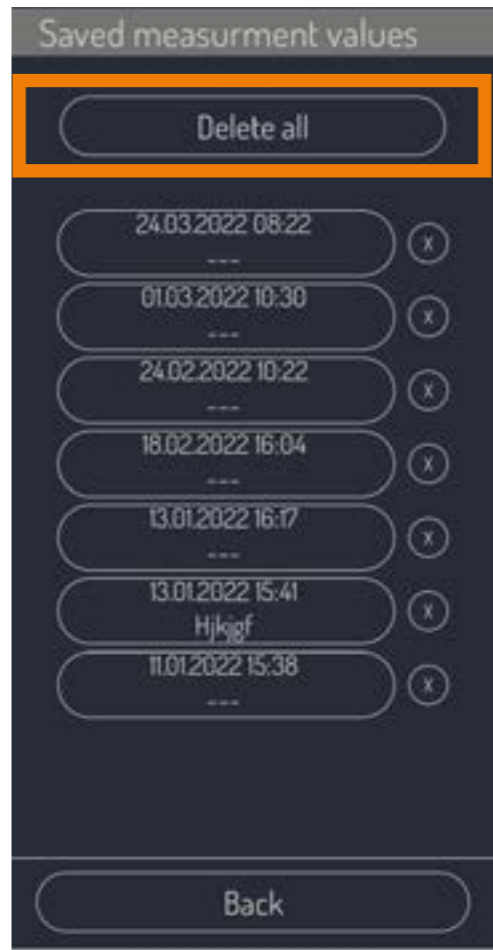 Saved measurment values
Delete all
24.03.2022 08:22
---
X
01.03.2022 10:30
---
X
24.02.2022 10:22
---
X
18.02.2022 16:04
---
X
13.01.2022 16:17
---
X
13.01.2022 15:41
Hjkjgf
X
11.01.2022 15:38
---
X
Back